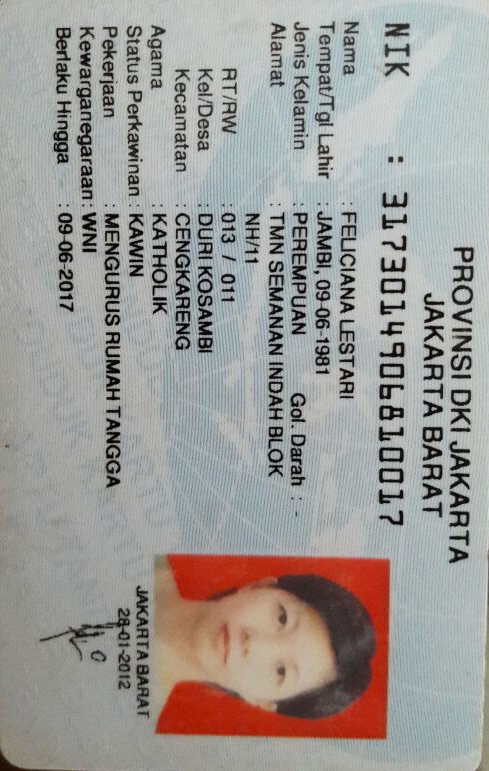 PROVINSI DKI JAKARTA
JAKARTA BARAT
NIK : 3173014906810017
Nama : FELICIANA LESTARI
Tempat/Tgl Lahir : JAMBI, 09-06-1981
Jenis Kelamin : PEREMPUAN Gol. Darah : -
Alamat : TMN SEMANAN INDAH BLOK
NH/11
RT/RW : 013 / 011
Kel/Desa : DURI KOSAMBI
Kecamatan : CENGKARENG
Agama : KATHOLIK
Status Perkawinan : KAWIN
Pekerjaan : MENGURUS RUMAH TANGGA
Kewarganegaraan : WNI
Berlaku Hingga : 09-06-2017
JAKARTA BARAT
28-01-2012